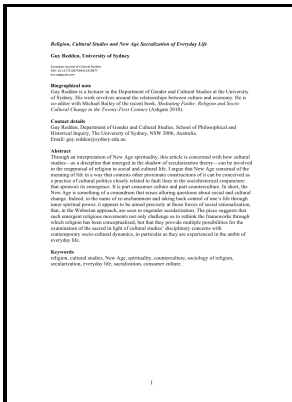 Religion, Cultural Studies and New Age Sacralization of Everyday Life
Guy Redden, University of Sydney
European Journal of Cultural Studies
Biographical note
Guy Redden is a lecturer in the Department of Gender and Cultural Studies at the University
of Sydney. His work revolves around the relationships between culture and economy. He is
co-editor with Michael Bailey of the recent book, Mediating Faiths: Religion and Socio-
Cultural Change in the Twenty-First Century (Ashgate 2010).
Contact details
Guy Redden, Department of Gender and Cultural Studies, School of Philosophical and
Historical Inquiry, The University of Sydney, NSW 2006, Australia.
Email: guy.redden@sydney.edu.au
Abstract
Through an interpretation of New Age spirituality, this article is concerned with how cultural
studies—as a discipline that emerged in the shadow of secularization theory—can be involved
in the reappraisal of religion in social and cultural life. I argue that New Age construal of the
meaning of life in a way that contests other proximate constructions of it can be conceived as
a practice of cultural politics closely related to fault lines in the sociohistorical conjuncture
that sponsors its emergence. It is part consumer culture and part counterculture. In short, the
New Age is something of a conundrum that raises alluring questions about social and cultural
change. Indeed, in the name of re-enchantment and taking back control of one's life through
inner spiritual power, it appears to be aimed precisely at those forces of social rationalization,
that, in the Weberian approach, are seen to engender secularization. The piece suggests that
such emergent religious movements not only challenge us to rethink the frameworks through
which religion has been conceptualised, but that they provide multiple possibilities for the
examination of the sacred in light of cultural studies' disciplinary concerns with
contemporary socio-cultural dynamics, in particular as they are experienced in the ambit of
everyday life.
Keywords
religion, cultural studies, New Age, spirituality, counterculture, sociology of religion,
secularization, everyday life, sacralization, consumer culture.
1